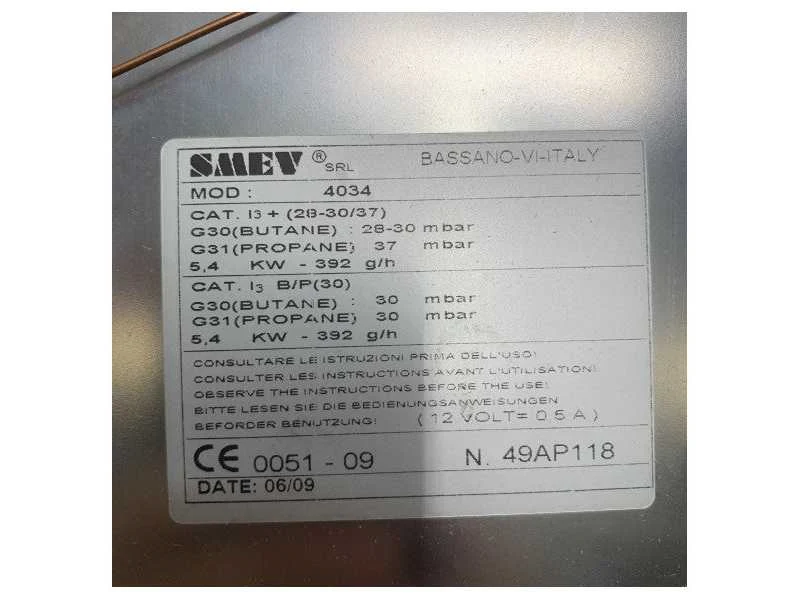 SMEV ® SRL BASSANO-VI-ITALY
MOD : 4034
CAT. I3 + (28-30/37)
G30(BUTANE) : 28-30 mbar
G31(PROPANE) 37 mbar
5,4 KW - 392 g/h
CAT. I3 B/P(30)
G30(BUTANE) : 30 mbar
G31(PROPANE) 30 mbar
5,4 KW - 392 g/h
CONSULTARE LE ISTRUZIONI PRIMA DELL'USO!
CONSULTER LES INSTRUCTIONS AVANT L'UTILISATION!
OBSERVE THE INSTRUCTIONS BEFORE THE USE!
BITTE LESEN SIE DIE BEDIENUNGSANWEISUNGEN
BEFORDER BENUTZUNG! (12 VOLT= 0.5 A)
CE 0051 - 09 N. 49AP118
DATE: 06/09